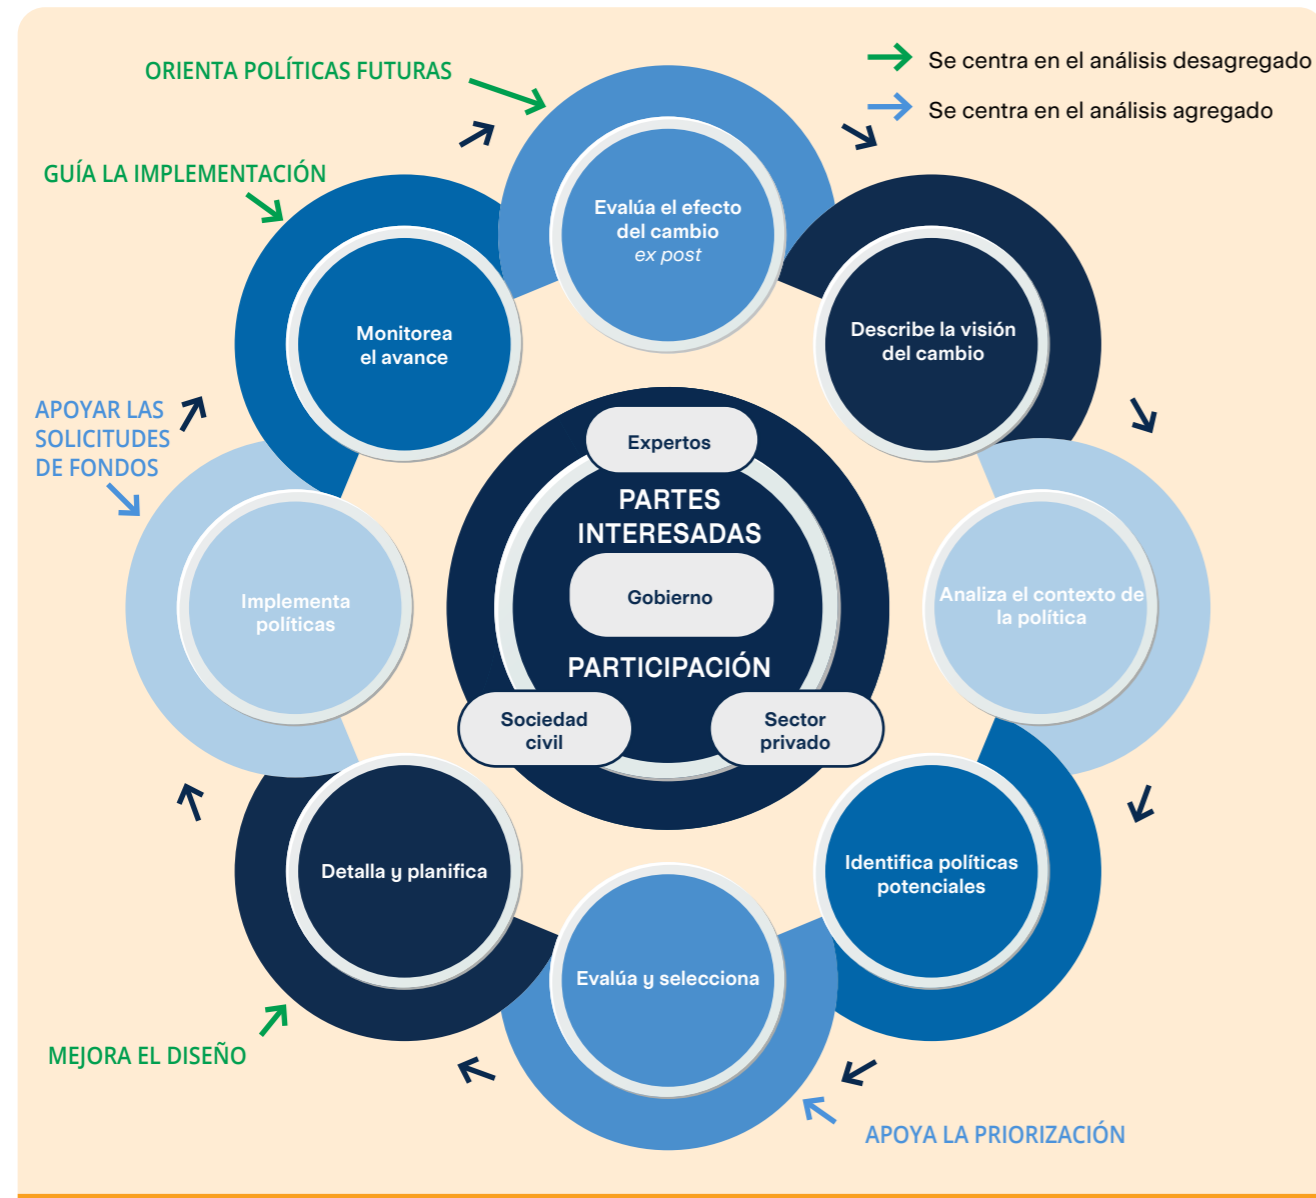 ORIENTA POLÍTICAS FUTURAS
Se centra en el análisis desagregado
Se centra en el análisis agregado
GUÍA LA IMPLEMENTACIÓN
Evalúa el efecto
del cambio
ex post
Monitorea
el avance
Describe la visión
del cambio
APOYAR LAS
SOLICITUDES
DE FONDOS
Expertos
PARTES
INTERESADAS
Gobierno
PARTICIPACIÓN
Sociedad
civil
Sector
privado
Implementa
políticas
Analiza el contexto de
la política
Detalla y planifica
Identifica políticas
potenciales
Evalúa y selecciona
MEJORA EL DISEÑO
APOYA LA PRIORIZACIÓN